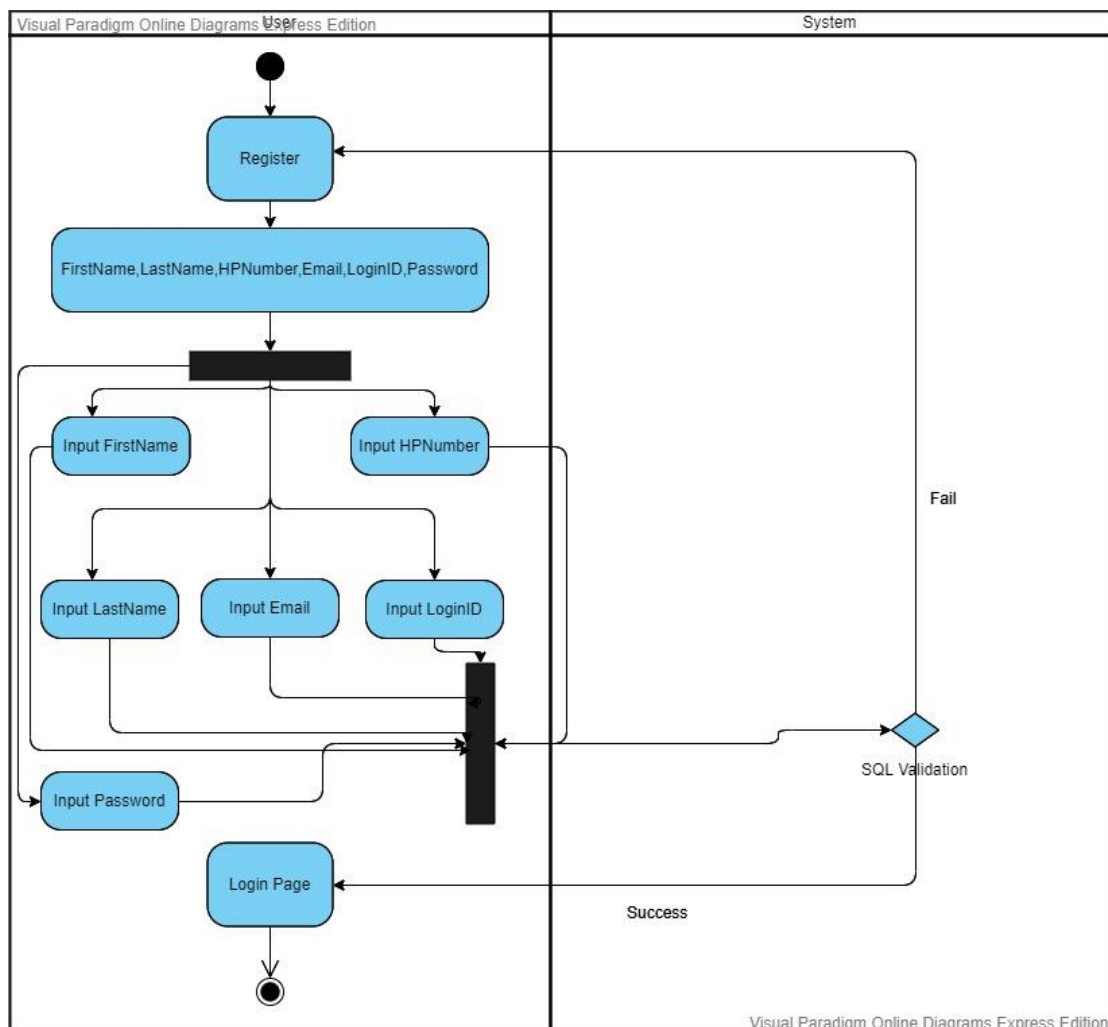 Visual Paradigm Online Diagrams Express Edition
User
System
Register
FirstName,LastName,HPNumber,Email,LoginID,Password
Input FirstName
Input HPNumber
Fail
Input LastName
Input Email
Input LoginID
SQL Validation
Input Password
Login Page
Success
Visual Paradigm Online Diagrams Express Edition